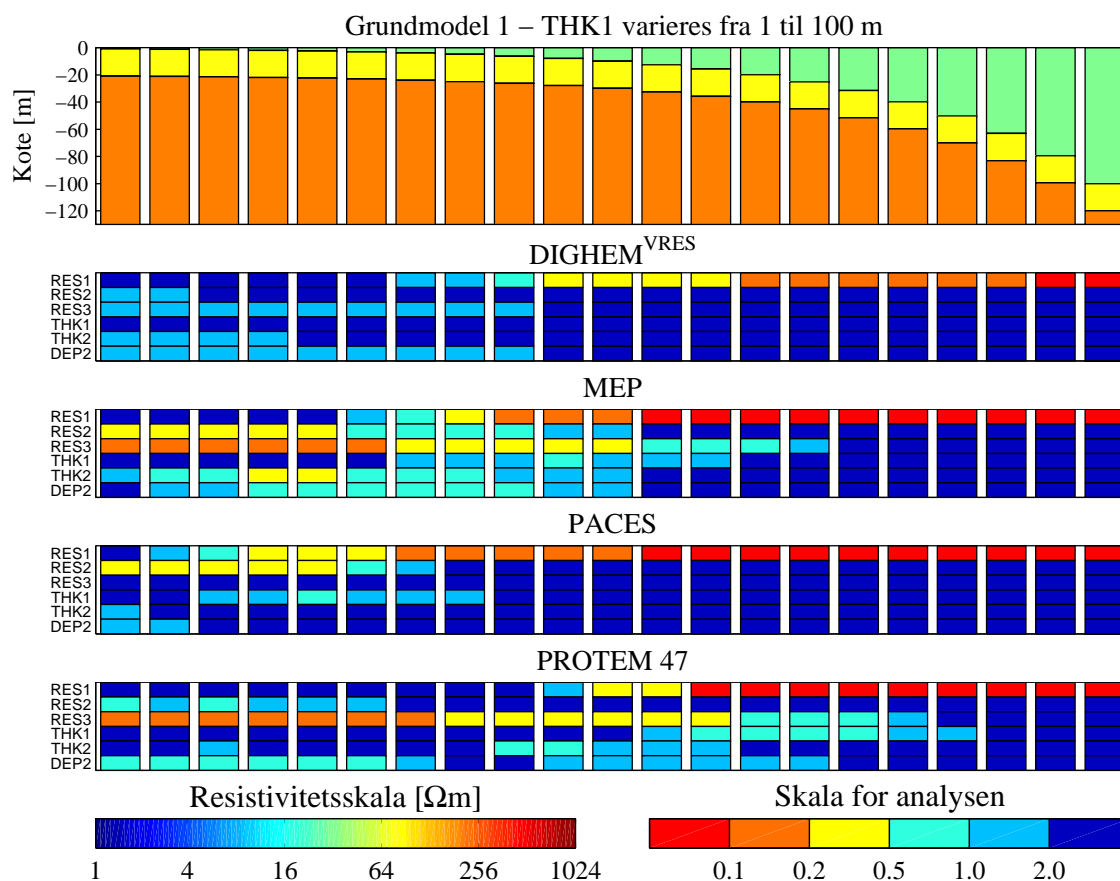 Grundmodel 1 – THK1 varieres fra 1 til 100 m
Kote [m]
0
−20
−40
−60
−80
−100
−120
DIGHEM^VRES
RES1
RES2
RES3
THK1
THK2
DEP2
MEP
RES1
RES2
RES3
THK1
THK2
DEP2
PACES
RES1
RES2
RES3
THK1
THK2
DEP2
PROTEM 47
RES1
RES2
RES3
THK1
THK2
DEP2
Resistivitetsskala [Ωm]
1 4 16 64 256 1024
Skala for analysen
0.1 0.2 0.5 1.0 2.0